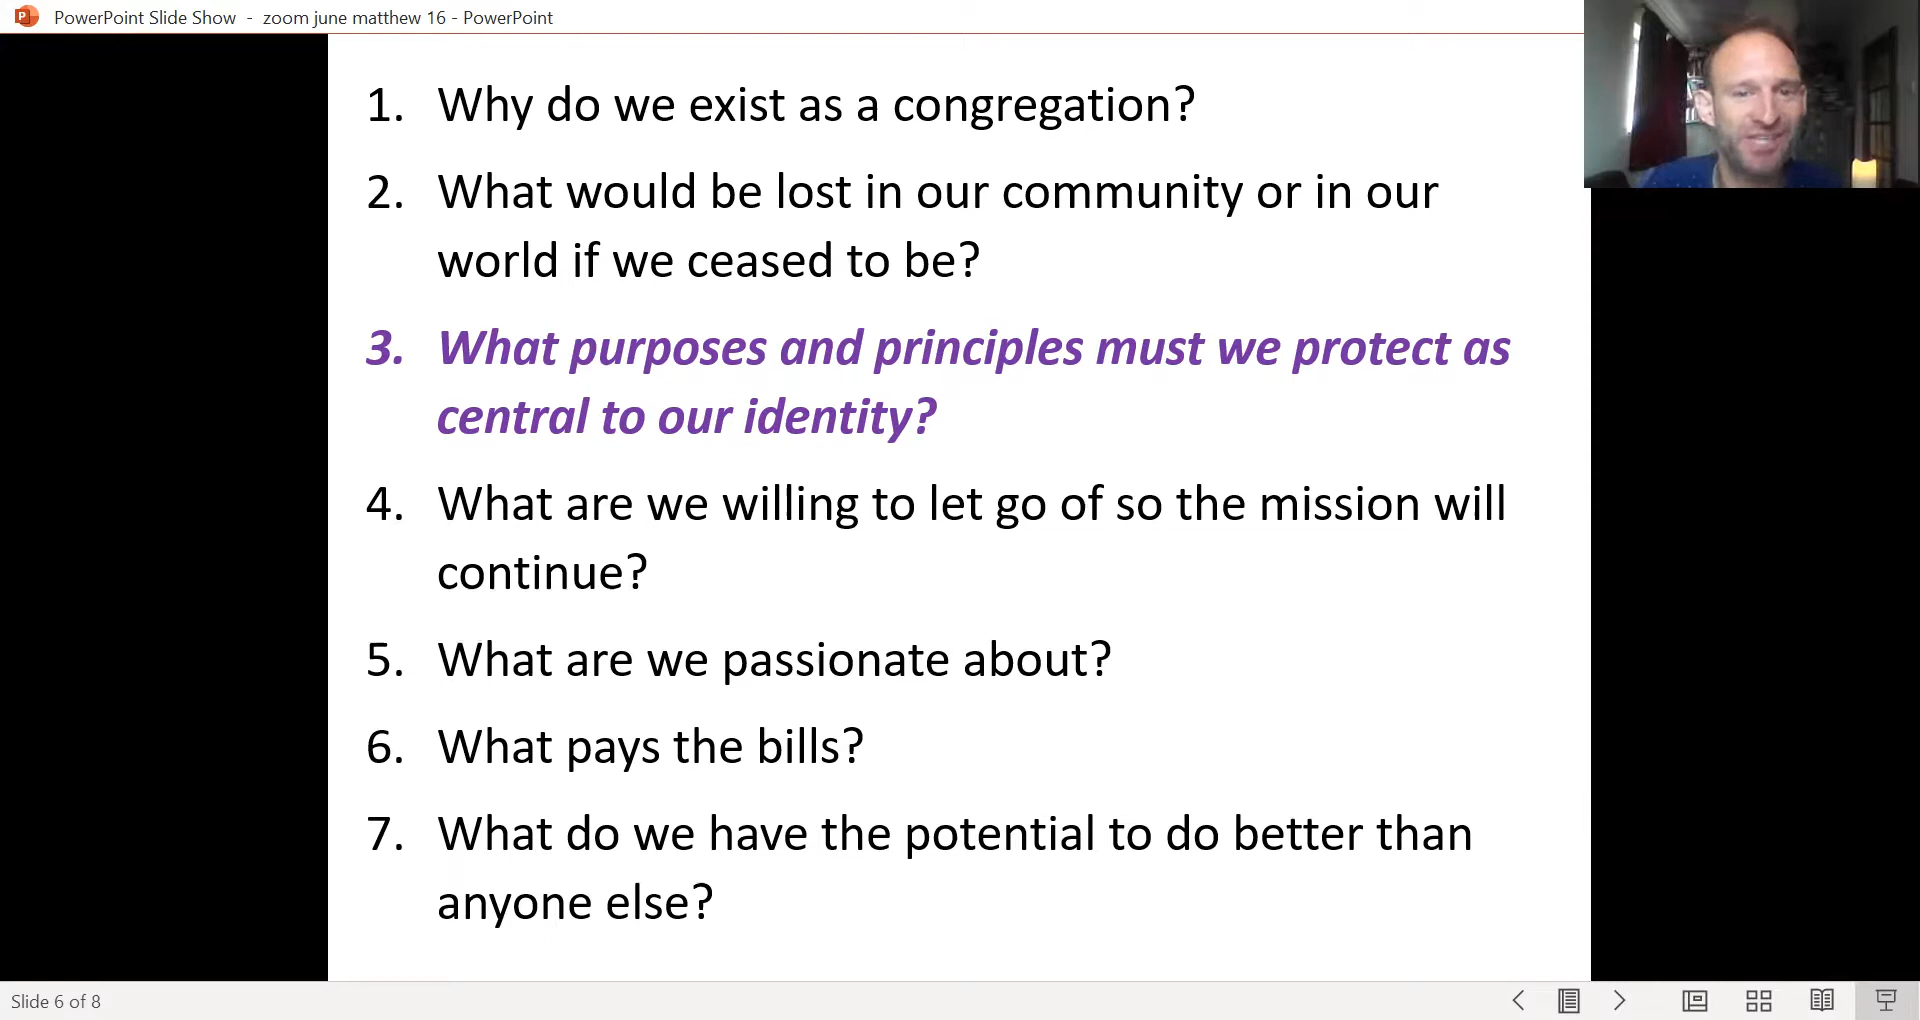 PowerPoint Slide Show - zoom june matthew 16 - PowerPoint
1. Why do we exist as a congregation?
2. What would be lost in our community or in our
world if we ceased to be?
3. What purposes and principles must we protect as
central to our identity?
4. What are we willing to let go of so the mission will
continue?
5. What are we passionate about?
6. What pays the bills?
7. What do we have the potential to do better than
anyone else?
Slide 6 of 8